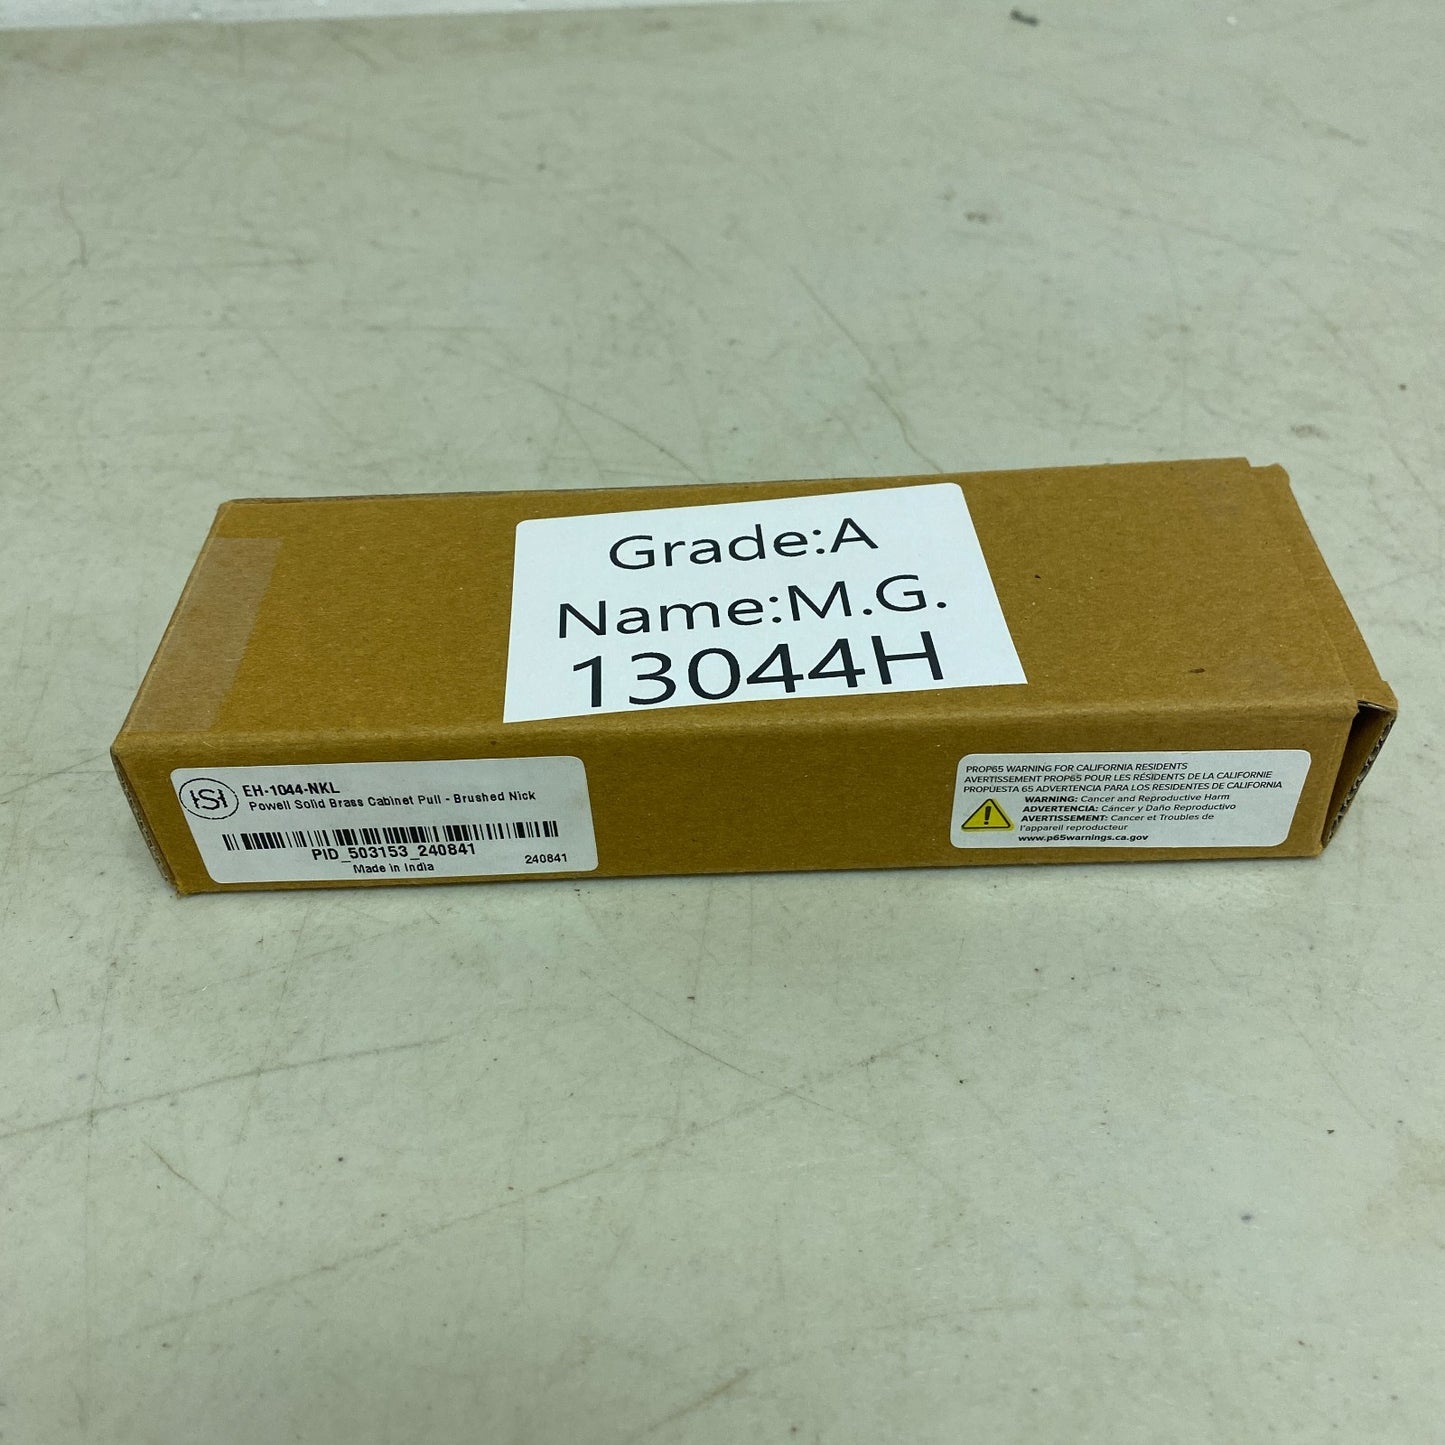 Grade:A
Name:M.G.
13044H
HSH
EH-1044-NKL
Powell Solid Brass Cabinet Pull - Brushed Nick
PID_503153_240841
Made in India
240841
PROP65 WARNING FOR CALIFORNIA RESIDENTS
AVERTISSEMENT PROP65 POUR LES RÉSIDENTS DE LA CALIFORNIE
PROPUESTA 65 ADVERTENCIA PARA LOS RESIDENTES DE CALIFORNIA
WARNING: Cancer and Reproductive Harm
ADVERTENCIA: Cáncer y Daño Reproductivo
AVERTISSEMENT: Cancer et Troubles de
l'appareil reproducteur
www.p65warnings.ca.gov